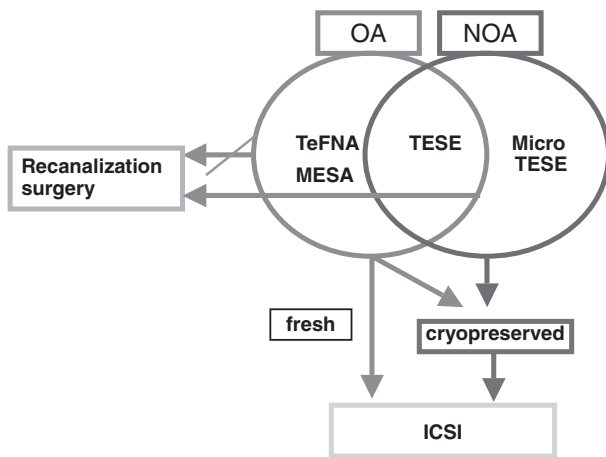 OA
NOA
TeFNA
MESA
TESE
Micro
TESE
Recanalization
surgery
fresh
cryopreserved
ICSI